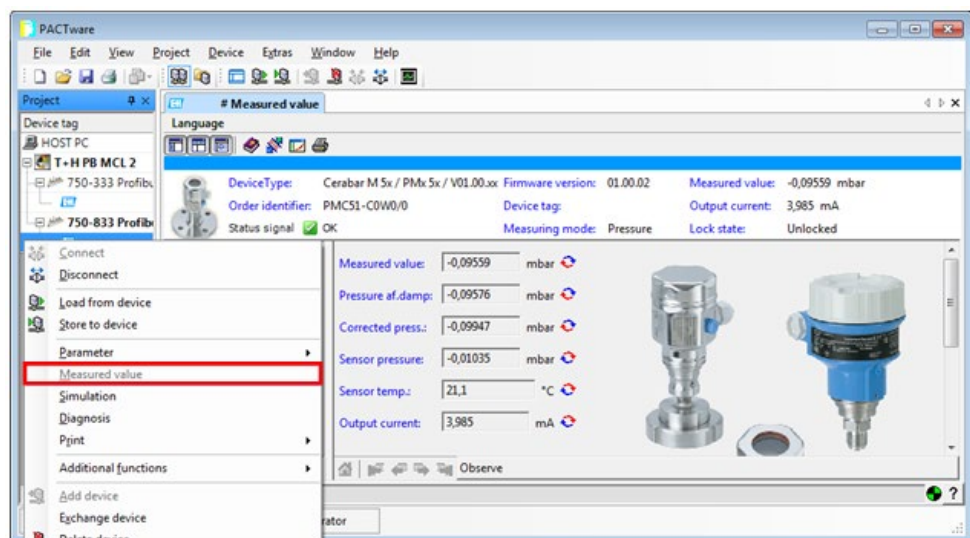 PACTware
File Edit View Project Device Extras Window Help
Project
# Measured value
Device tag
Language
HOST PC
T+H PB MCL 2
750-333 Profibu
750-833 Profib
DeviceType: Cerabar M 5x / PMx 5x / V01.00.xx Firmware version: 01.00.02 Measured value: -0,09559 mbar
Order identifier: PMC51-C0W0/0 Device tag: Output current: 3,985 mA
Status signal OK Measuring mode: Pressure Lock state: Unlocked
Connect
Disconnect
Load from device
Store to device
Parameter
Measured value
Simulation
Diagnosis
Print
Additional functions
Add device
Exchange device
Delete device
Measured value: -0,09559 mbar
Pressure af.damp: -0,09576 mbar
Corrected press.: -0,09947 mbar
Sensor pressure: -0,01035 mbar
Sensor temp.: 21,1 °C
Output current: 3,985 mA
Observe
rator